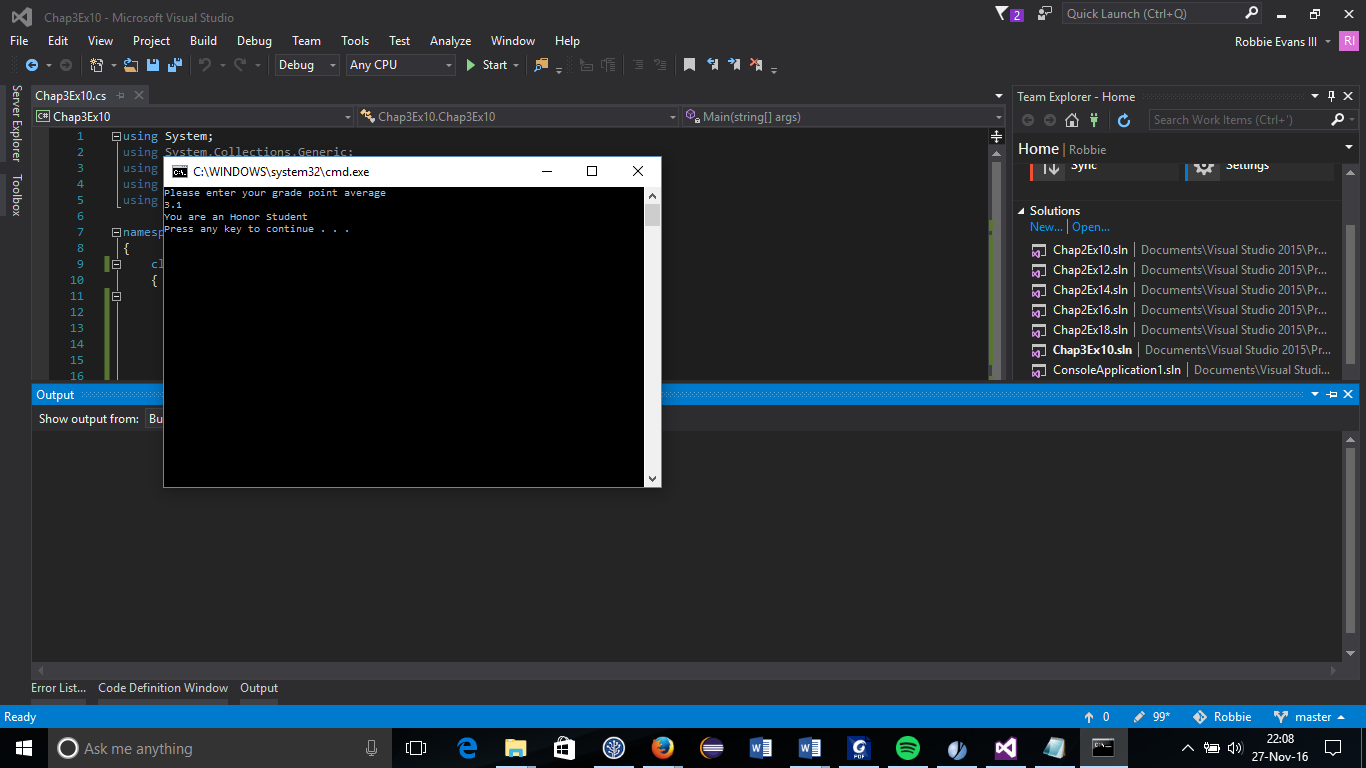 Chap3Ex10 - Microsoft Visual Studio
2
Quick Launch (Ctrl+Q)
File Edit View Project Build Debug Team Tools Test Analyze Window Help
Robbie Evans III RI
Debug Any CPU Start
Server Explorer
Toolbox
Chap3Ex10.cs
Chap3Ex10 Chap3Ex10.Chap3Ex10 Main(string[] args)
1 using System;
2 using System.Collections.Generic;
3 using
4 using
5 using
6
7 namesp
8 {
9 cl
10 {
11
12
13
14
15
16
C:\WINDOWS\system32\cmd.exe
Please enter your grade point average
3.1
You are an Honor Student
Press any key to continue . . .
Team Explorer - Home
Search Work Items (Ctrl+')
Home | Robbie
Sync Settings
Solutions
New... | Open...
Chap2Ex10.sln | Documents\Visual Studio 2015\Pr...
Chap2Ex12.sln | Documents\Visual Studio 2015\Pr...
Chap2Ex14.sln | Documents\Visual Studio 2015\Pr...
Chap2Ex16.sln | Documents\Visual Studio 2015\Pr...
Chap2Ex18.sln | Documents\Visual Studio 2015\Pr...
Chap3Ex10.sln | Documents\Visual Studio 2015\Pr...
ConsoleApplication1.sln | Documents\Visual Studi...
Output
Show output from: Bu
Error List... Code Definition Window Output
Ready 0 99* Robbie master
Ask me anything
22:08
27-Nov-16